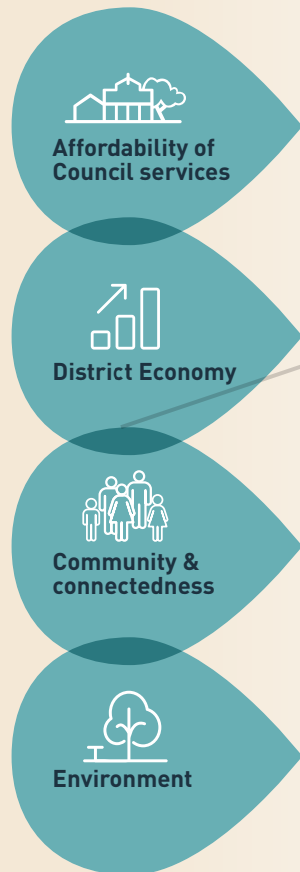 Affordability of
Council services
District Economy
Community &
connectedness
Environment